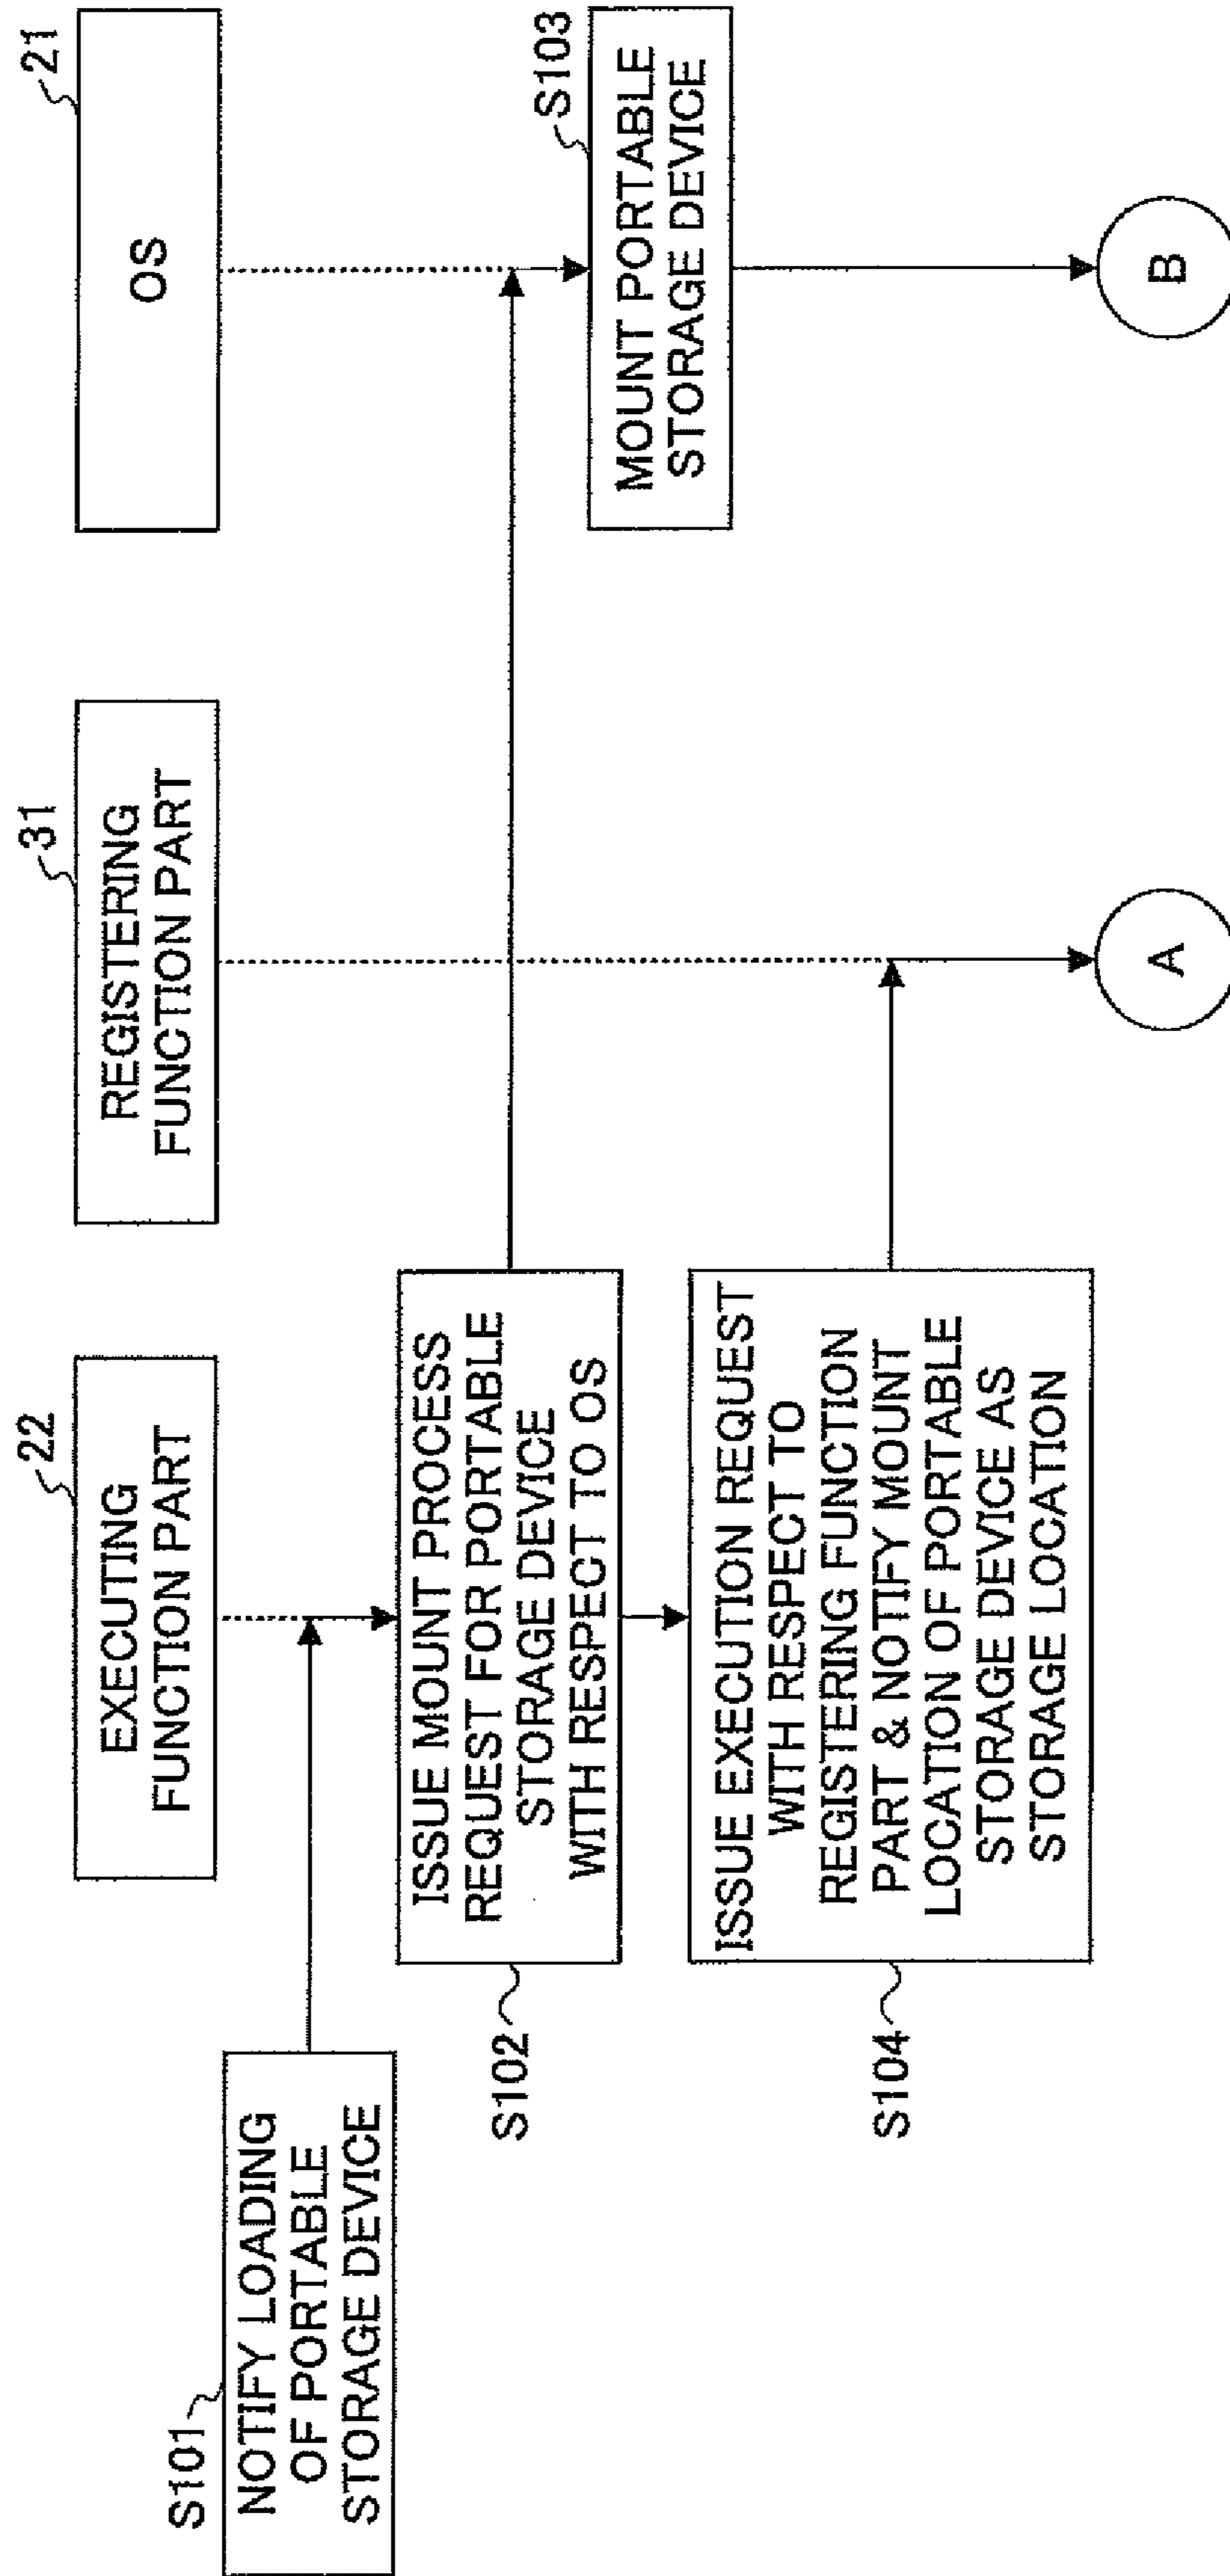 22
EXECUTING
FUNCTION PART
31
REGISTERING
FUNCTION PART
21
OS
S101
NOTIFY LOADING
OF PORTABLE
STORAGE DEVICE
S102
ISSUE MOUNT PROCESS
REQUEST FOR PORTABLE
STORAGE DEVICE
WITH RESPECT TO OS
S103
MOUNT PORTABLE
STORAGE DEVICE
S104
ISSUE EXECUTION REQUEST
WITH RESPECT TO
REGISTERING FUNCTION
PART & NOTIFY MOUNT
LOCATION OF PORTABLE
STORAGE DEVICE AS
STORAGE LOCATION
A
B